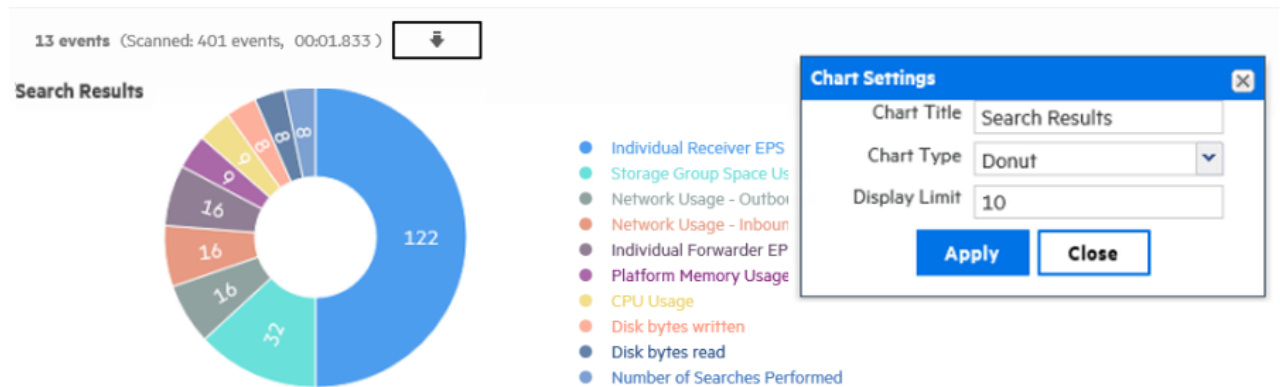 13 events (Scanned: 401 events, 00:01.833 )
Search Results
122
32
16
16
16
9
9
8
8
8
Individual Receiver EPS
Storage Group Space Us
Network Usage - Outbou
Network Usage - Inboun
Individual Forwarder EP
Platform Memory Usage
CPU Usage
Disk bytes written
Disk bytes read
Number of Searches Performed
Chart Settings
Chart Title Search Results
Chart Type Donut
Display Limit 10
Apply Close